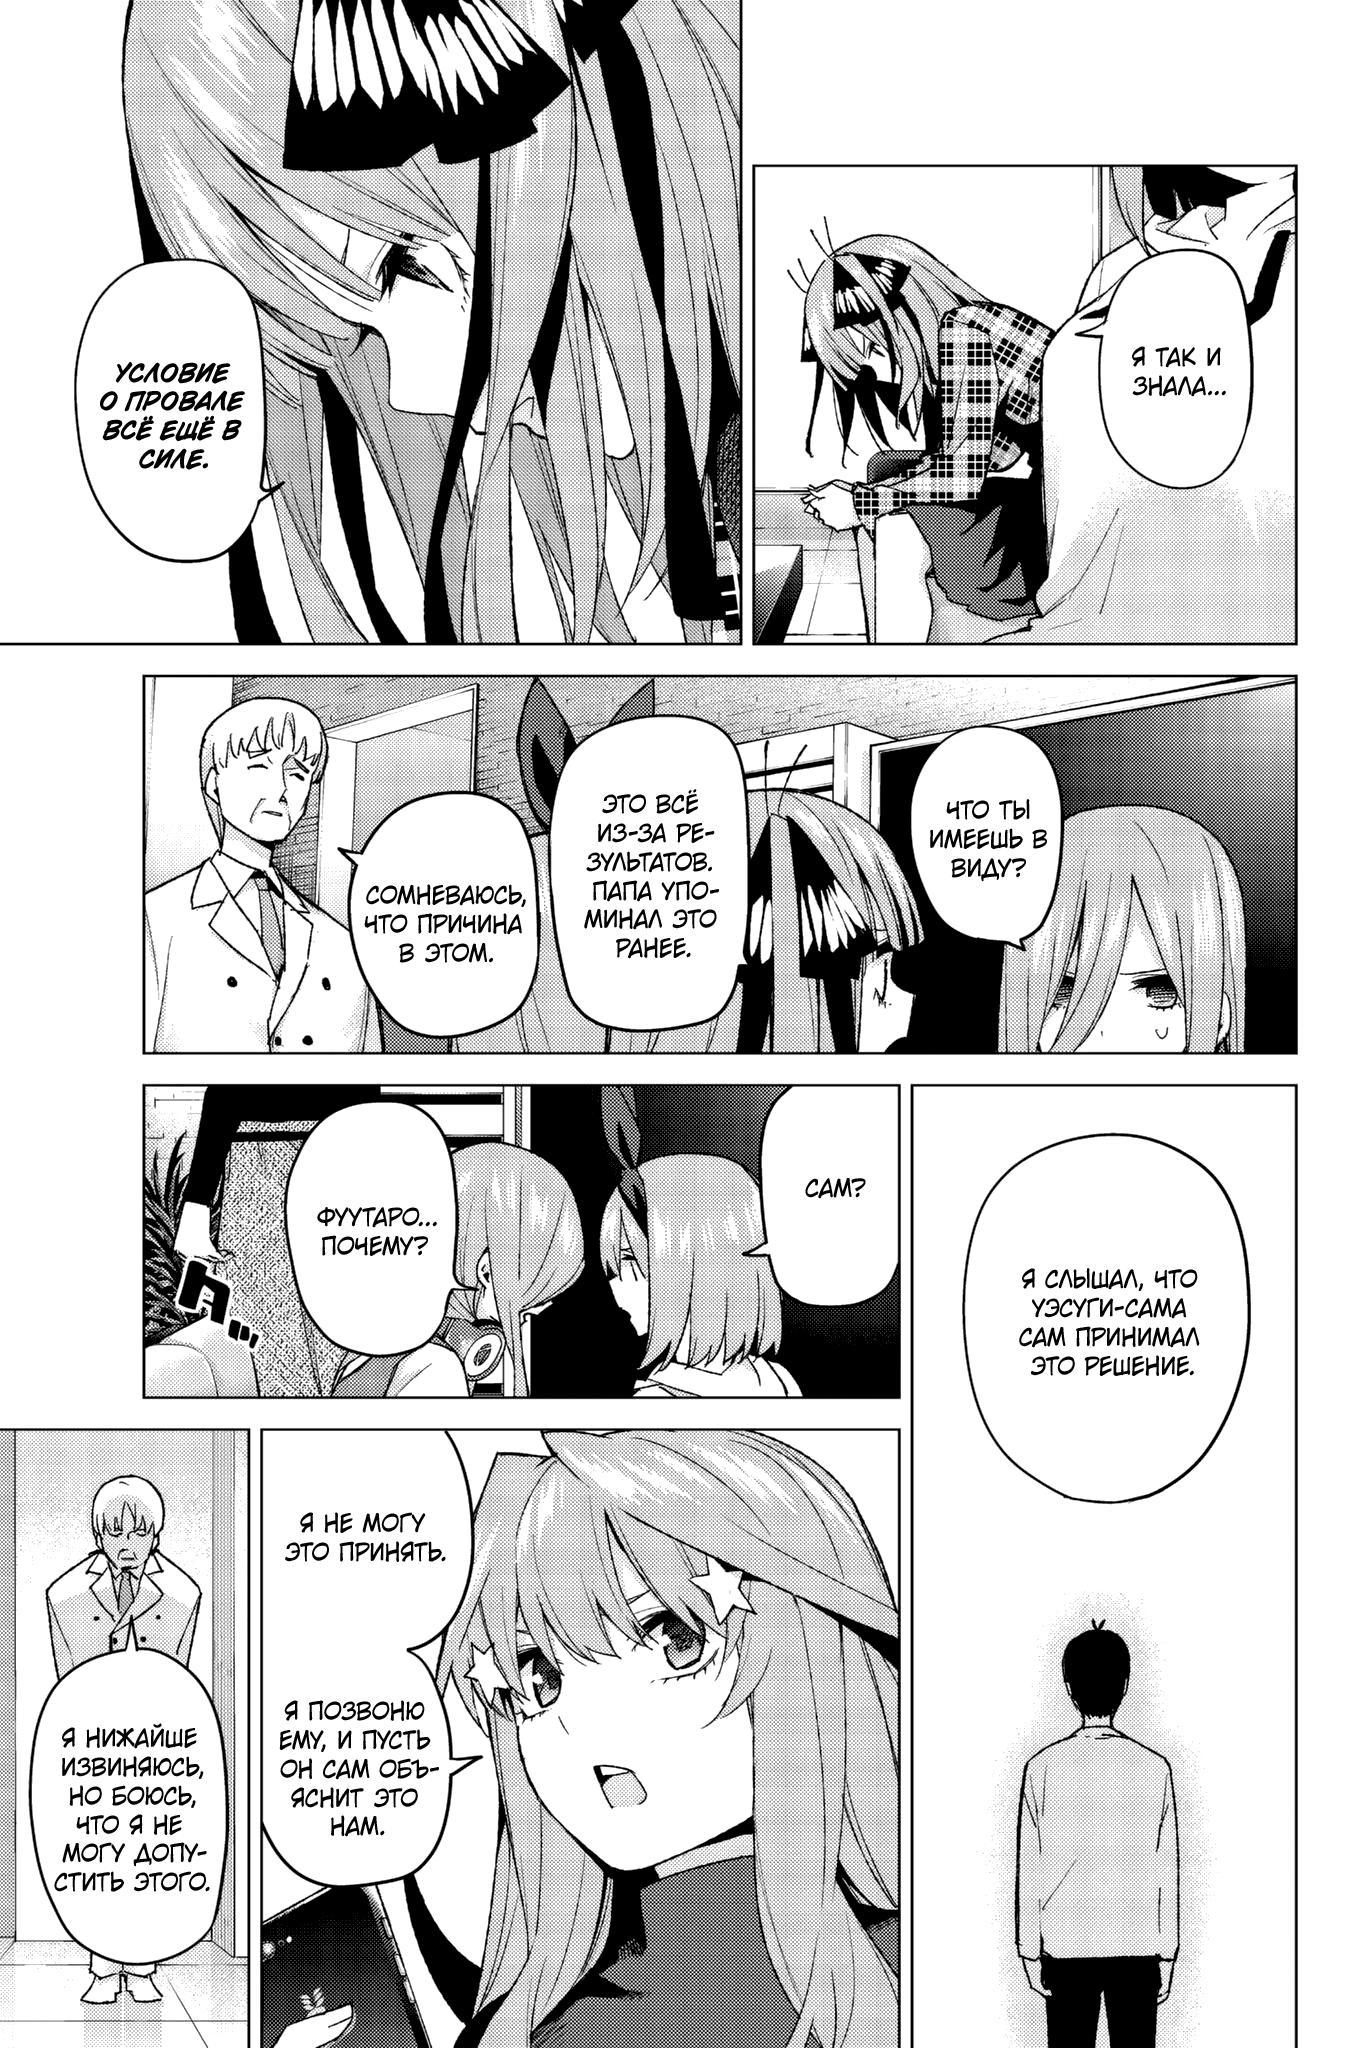 Я ТАК И
ЗНАЛА...
УСЛОВИЕ
О ПРОВАЛЕ
ВСЁ ЕЩЁ В
СИЛЕ.
ЧТО ТЫ
ИМЕЕШЬ В
ВИДУ?
ЭТО ВСЁ
ИЗ-ЗА РЕ-
ЗУЛЬТАТОВ.
ПАПА УПО-
МИНАЛ ЭТО
РАНЕЕ.
СОМНЕВАЮСЬ,
ЧТО ПРИЧИНА
В ЭТОМ.
Я СЛЫШАЛ, ЧТО
УЭСУГИ-САМА
САМ ПРИНИМАЛ
ЭТО РЕШЕНИЕ.
САМ?
ФУУТАРО...
ПОЧЕМУ?
Я НЕ МОГУ
ЭТО ПРИНЯТЬ.
Я ПОЗВОНЮ
ЕМУ, И ПУСТЬ
ОН САМ ОБЪ-
ЯСНИТ ЭТО
НАМ.
Я НИЖАЙШЕ
ИЗВИНЯЮСЬ,
НО БОЮСЬ,
ЧТО Я НЕ
МОГУ ДОПУ-
СТИТЬ ЭТОГО.